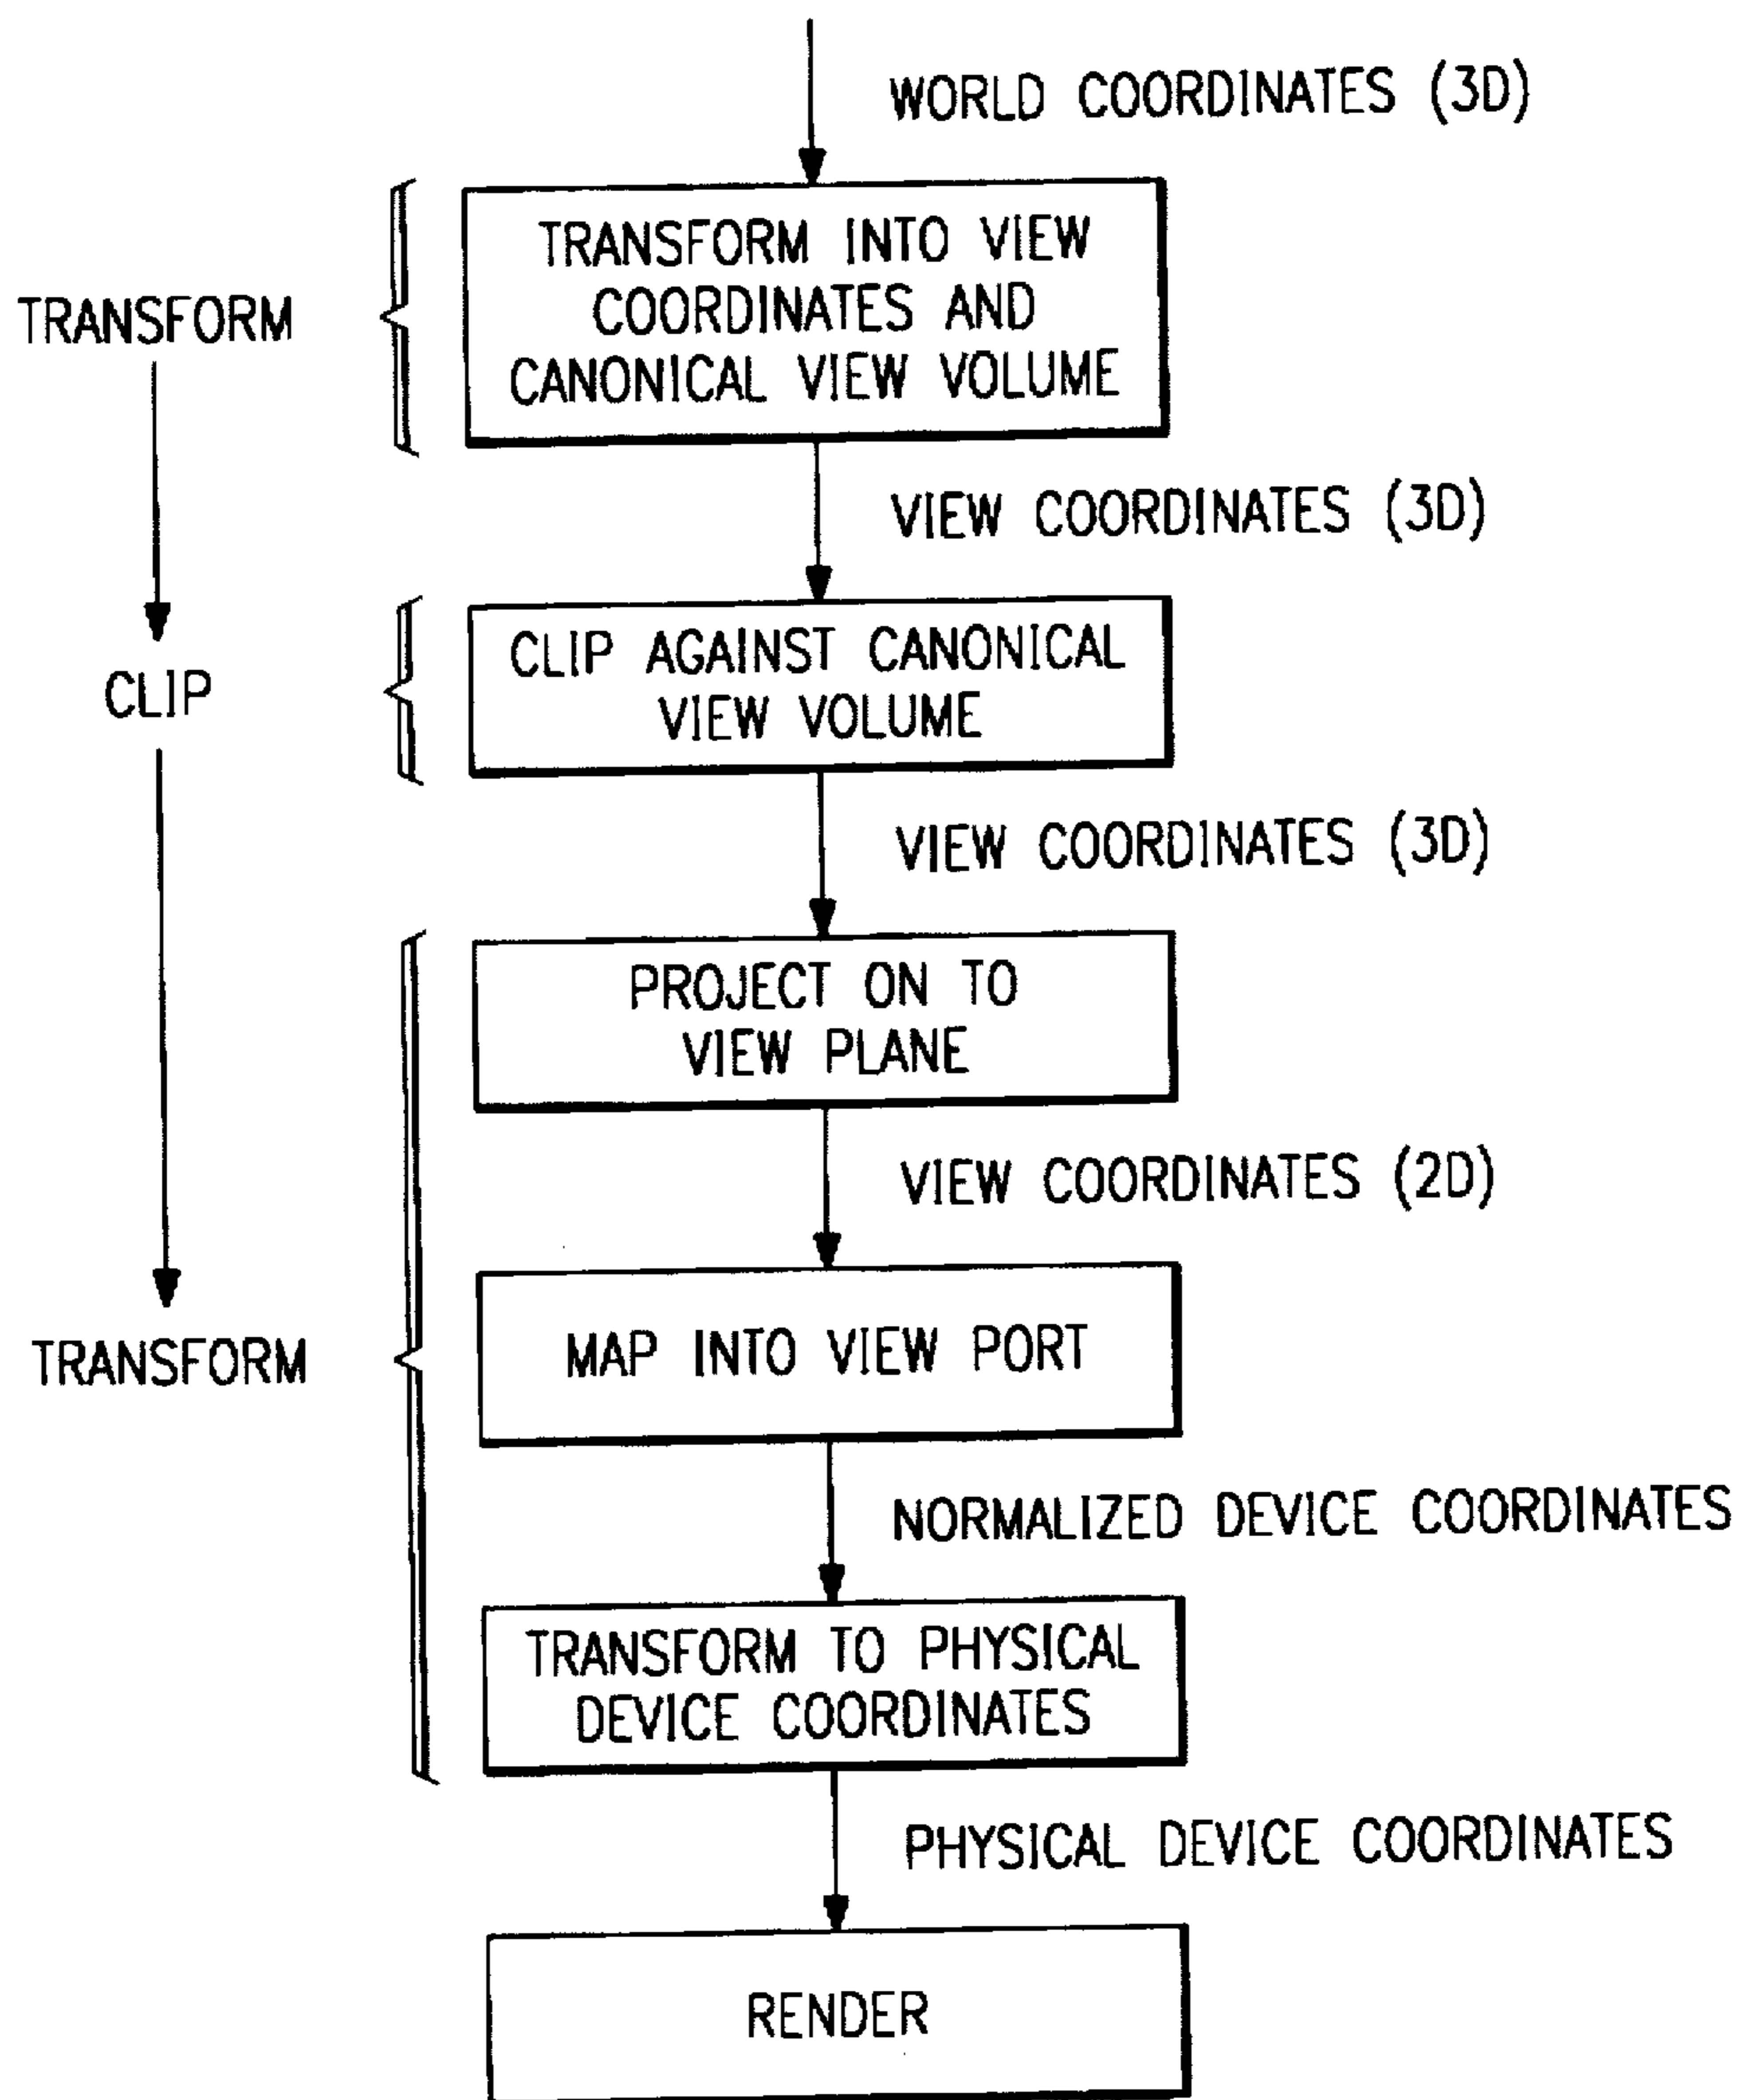 WORLD COORDINATES (3D)
TRANSFORM INTO VIEW
COORDINATES AND
CANONICAL VIEW VOLUME
TRANSFORM
VIEW COORDINATES (3D)
CLIP AGAINST CANONICAL
VIEW VOLUME
CLIP
VIEW COORDINATES (3D)
PROJECT ON TO
VIEW PLANE
VIEW COORDINATES (2D)
MAP INTO VIEW PORT
TRANSFORM
NORMALIZED DEVICE COORDINATES
TRANSFORM TO PHYSICAL
DEVICE COORDINATES
PHYSICAL DEVICE COORDINATES
RENDER